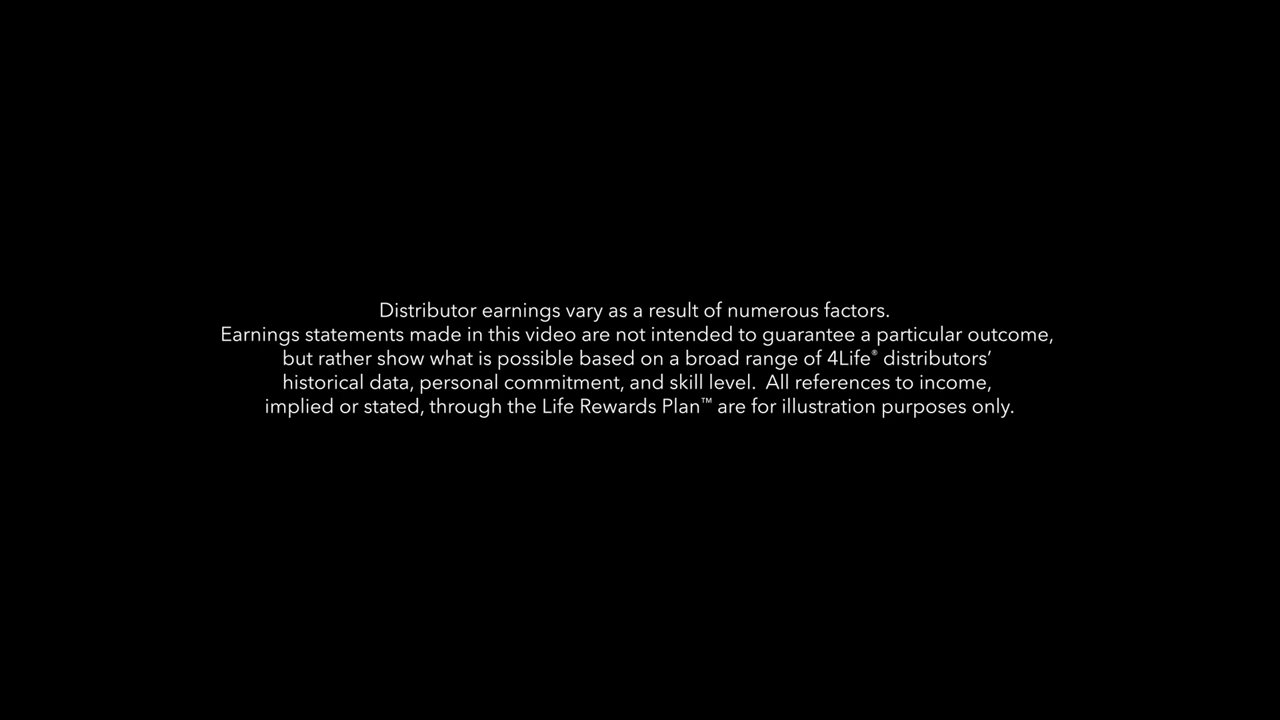 Distributor earnings vary as a result of numerous factors.
Earnings statements made in this video are not intended to guarantee a particular outcome,
but rather show what is possible based on a broad range of 4Life® distributors’
historical data, personal commitment, and skill level.  All references to income,
implied or stated, through the Life Rewards Plan™ are for illustration purposes only.